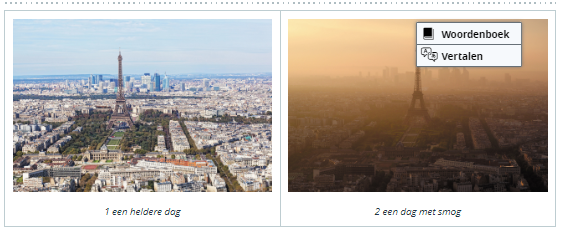 Woordenboek
Vertalen
1 een heldere dag
2 een dag met smog